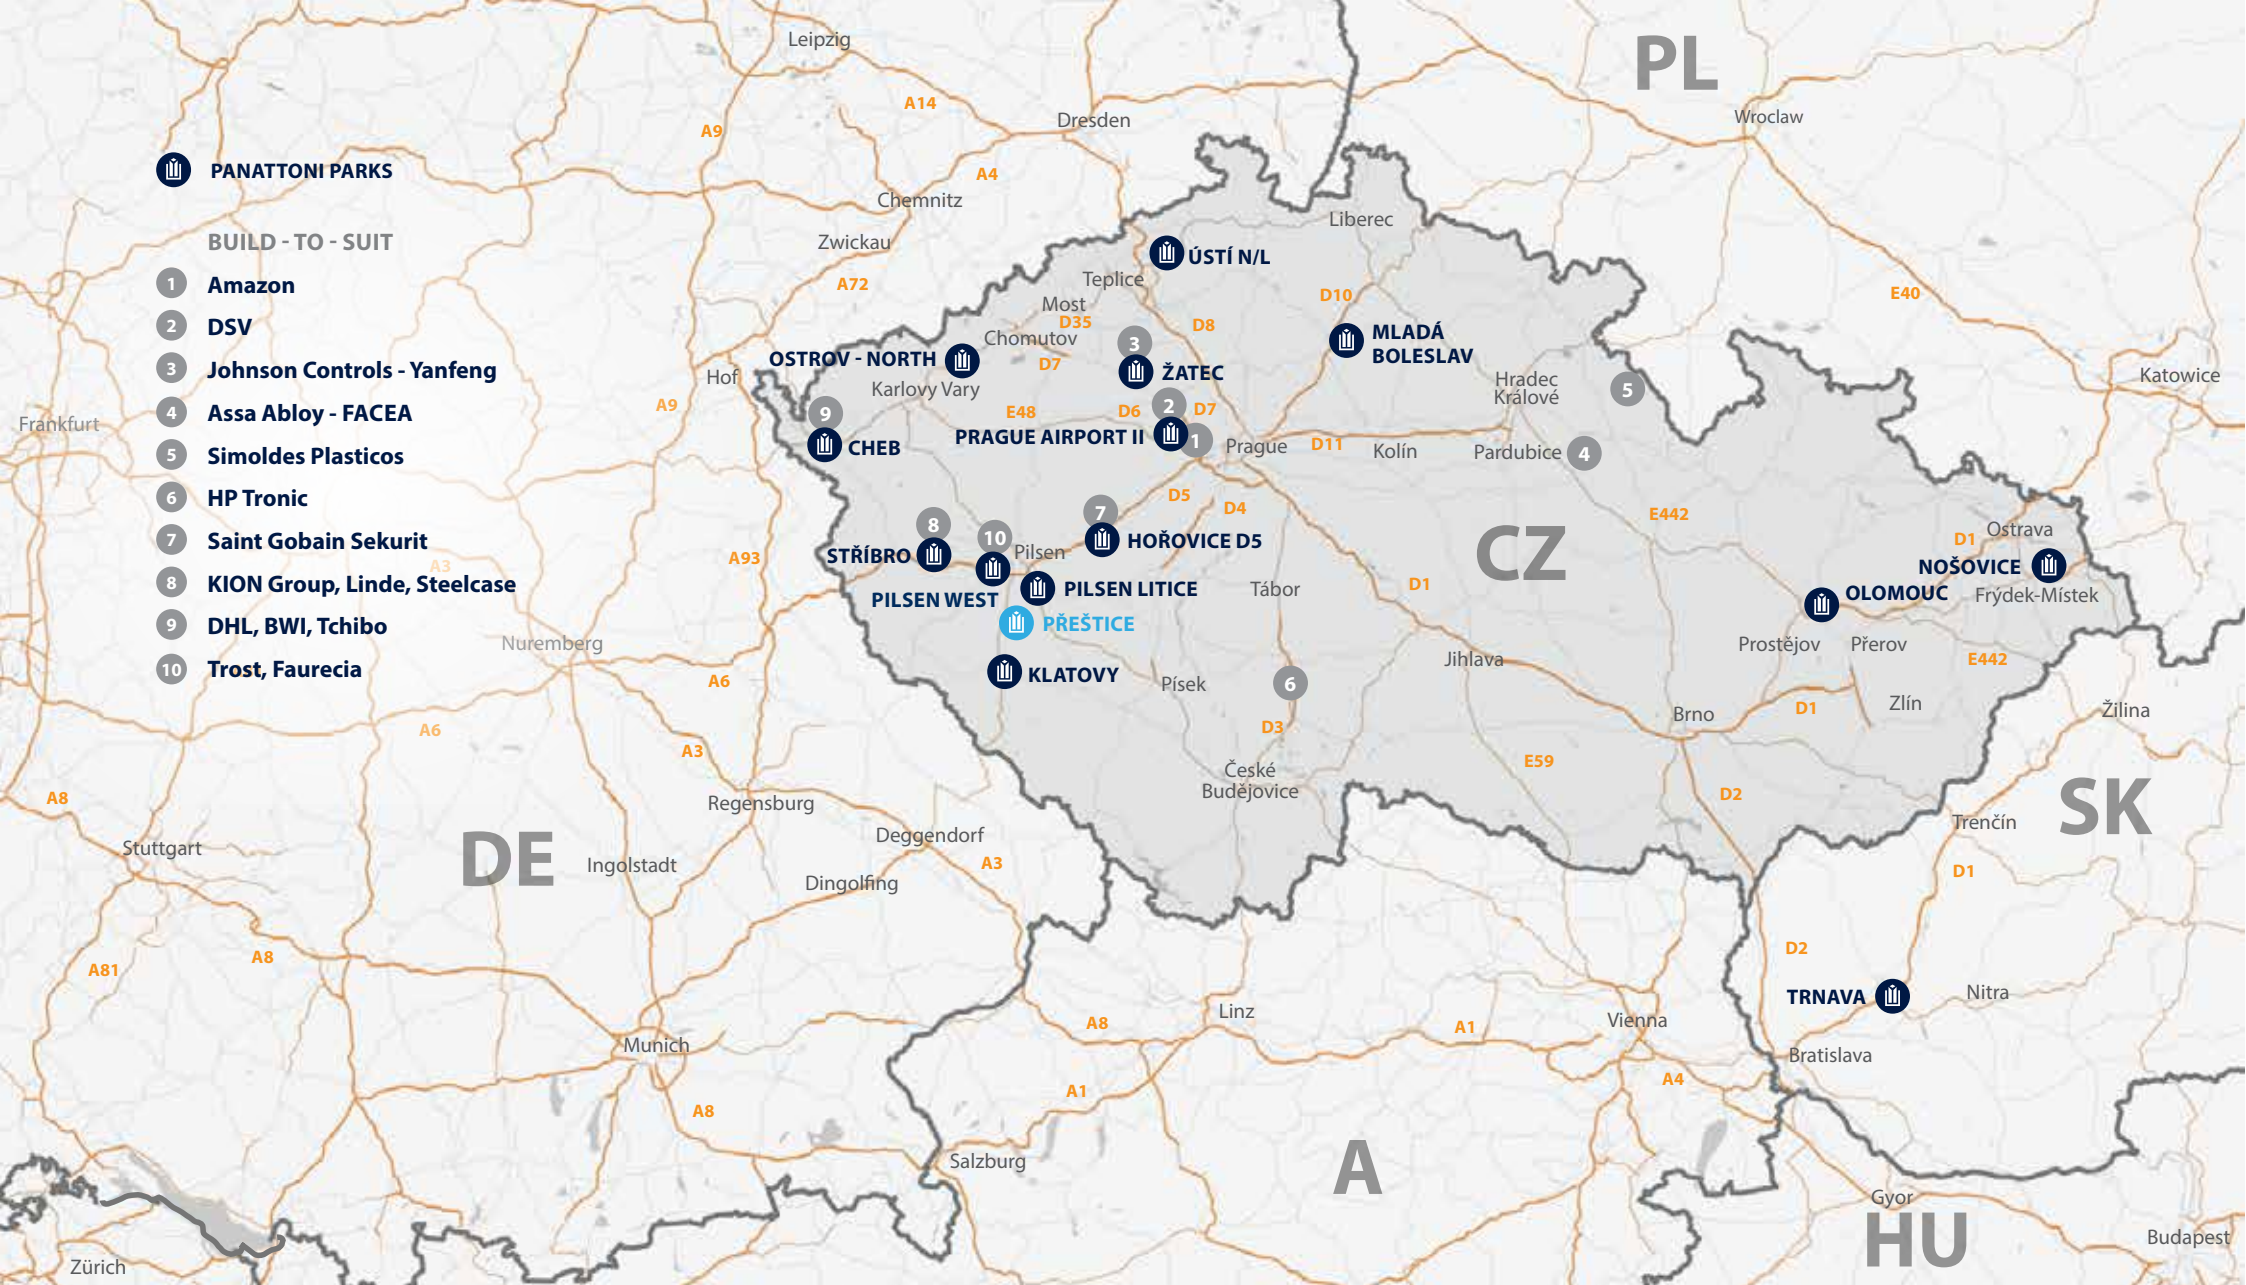 PANATTONI PARKS
BUILD - TO - SUIT
1 Amazon
2 DSV
3 Johnson Controls - Yanfeng
4 Assa Abloy - FACEA
5 Simoldes Plasticos
6 HP Tronic
7 Saint Gobain Sekurit
8 KION Group, Linde, Steelcase
9 DHL, BWI, Tchibo
10 Trost, Faurecia
Leipzig
PL
A14
Wroclaw
A9
Dresden
A4
Chemnitz
Liberec
Zwickau
ÚSTÍ N/L
Teplice
A72
D10
E40
Most
D35
D8
Chomutov
3
MLADÁ
BOLESLAV
OSTROV - NORTH
D7
ŽATEC
Hof
Karlovy Vary
Hradec
Králové
5
Katowice
A9
9
E48
D6
2
D7
Frankfurt
CHEB
PRAGUE AIRPORT II
1
Prague
D11
Kolín
Pardubice
4
D5
D4
7
E442
8
10
Ostrava
D1
STŘÍBRO
Pilsen
HOŘOVICE D5
CZ
A93
A3
NOŠOVICE
PILSEN WEST
PILSEN LITICE
Tábor
D1
OLOMOUC
Frýdek-Místek
PŘEŠTICE
Nuremberg
Prostějov
Přerov
KLATOVY
Jihlava
E442
A6
Písek
6
Zlín
D1
Brno
Žilina
A6
D3
A3
E59
České
Budějovice
A8
D2
Regensburg
SK
Trenčín
Deggendorf
Stuttgart
DE
Ingolstadt
A3
D1
Dingolfing
A8
A81
D2
TRNAVA
Nitra
Linz
A8
A1
Vienna
Munich
Bratislava
A1
A4
A8
Salzburg
A
Gyor
HU
Budapest
Zürich